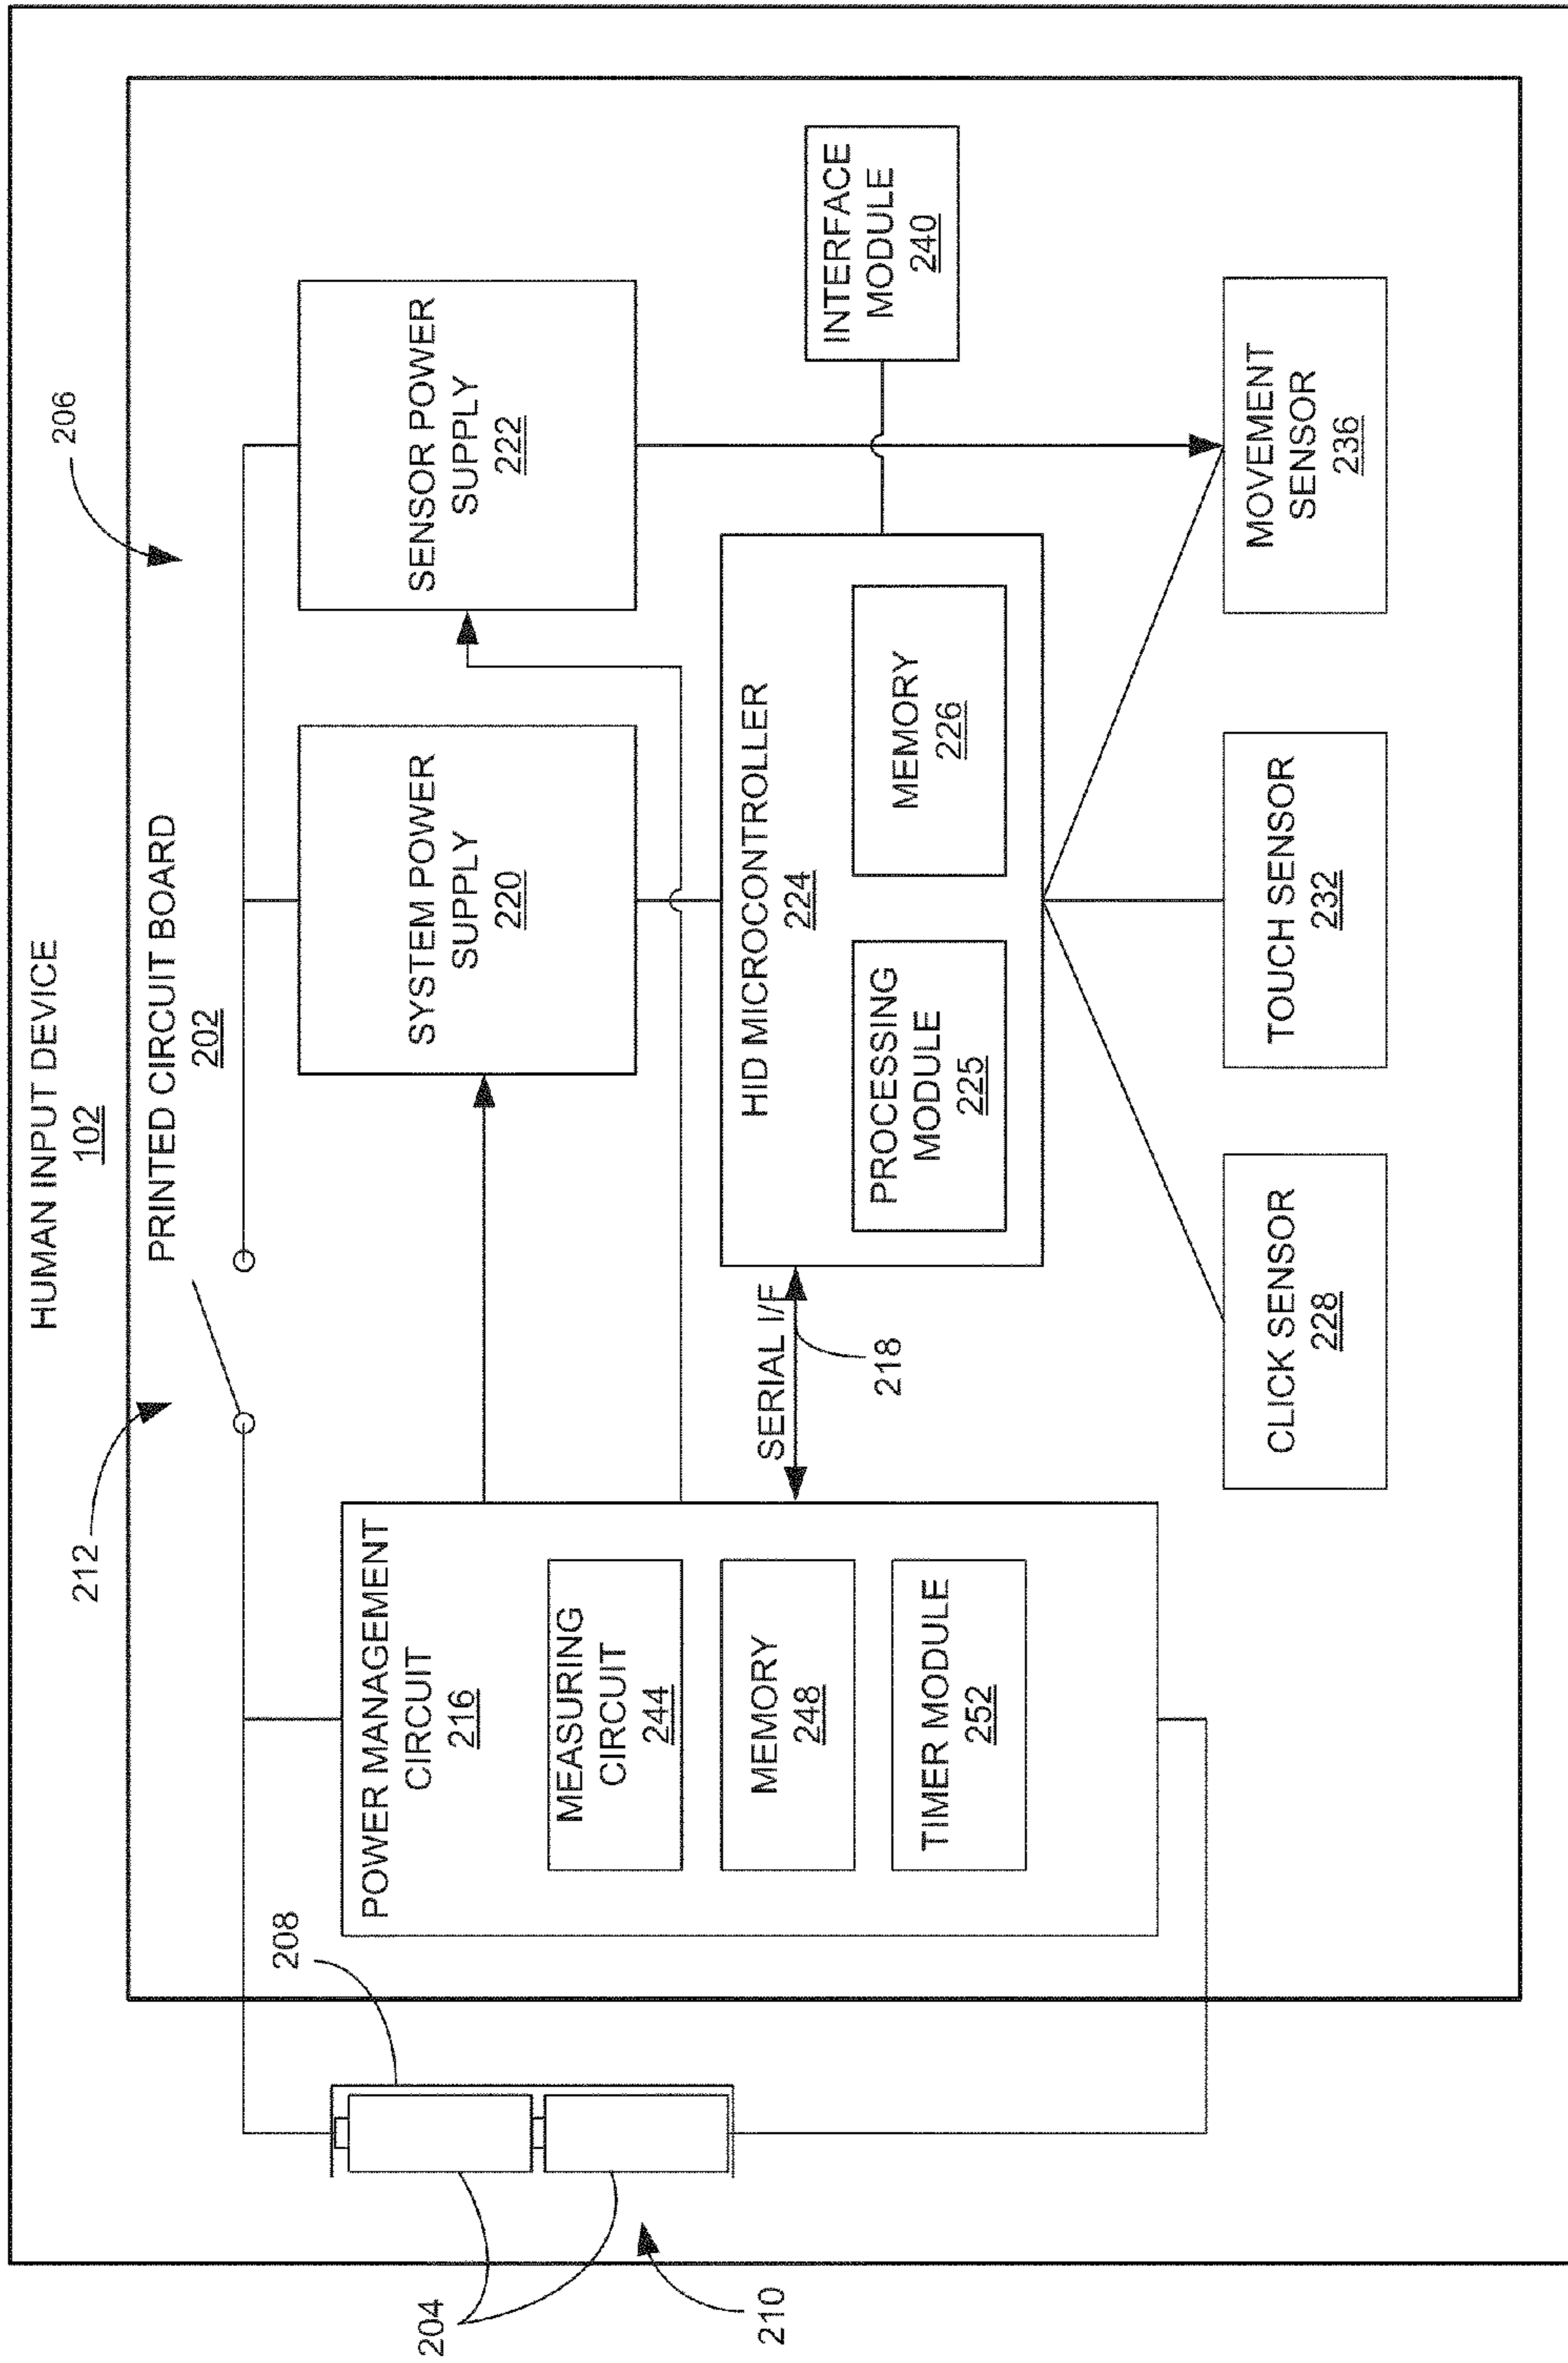 HUMAN INPUT DEVICE
102
212
206
PRINTED CIRCUIT BOARD
202
208
204
210
POWER MANAGEMENT
CIRCUIT
216
MEASURING
CIRCUIT
244
MEMORY
248
TIMER MODULE
252
SYSTEM POWER
SUPPLY
220
SENSOR POWER
SUPPLY
222
SERIAL I/F
218
HID MICROCONTROLLER
224
PROCESSING
MODULE
225
MEMORY
226
INTERFACE
MODULE
240
CLICK SENSOR
228
TOUCH SENSOR
232
MOVEMENT
SENSOR
236